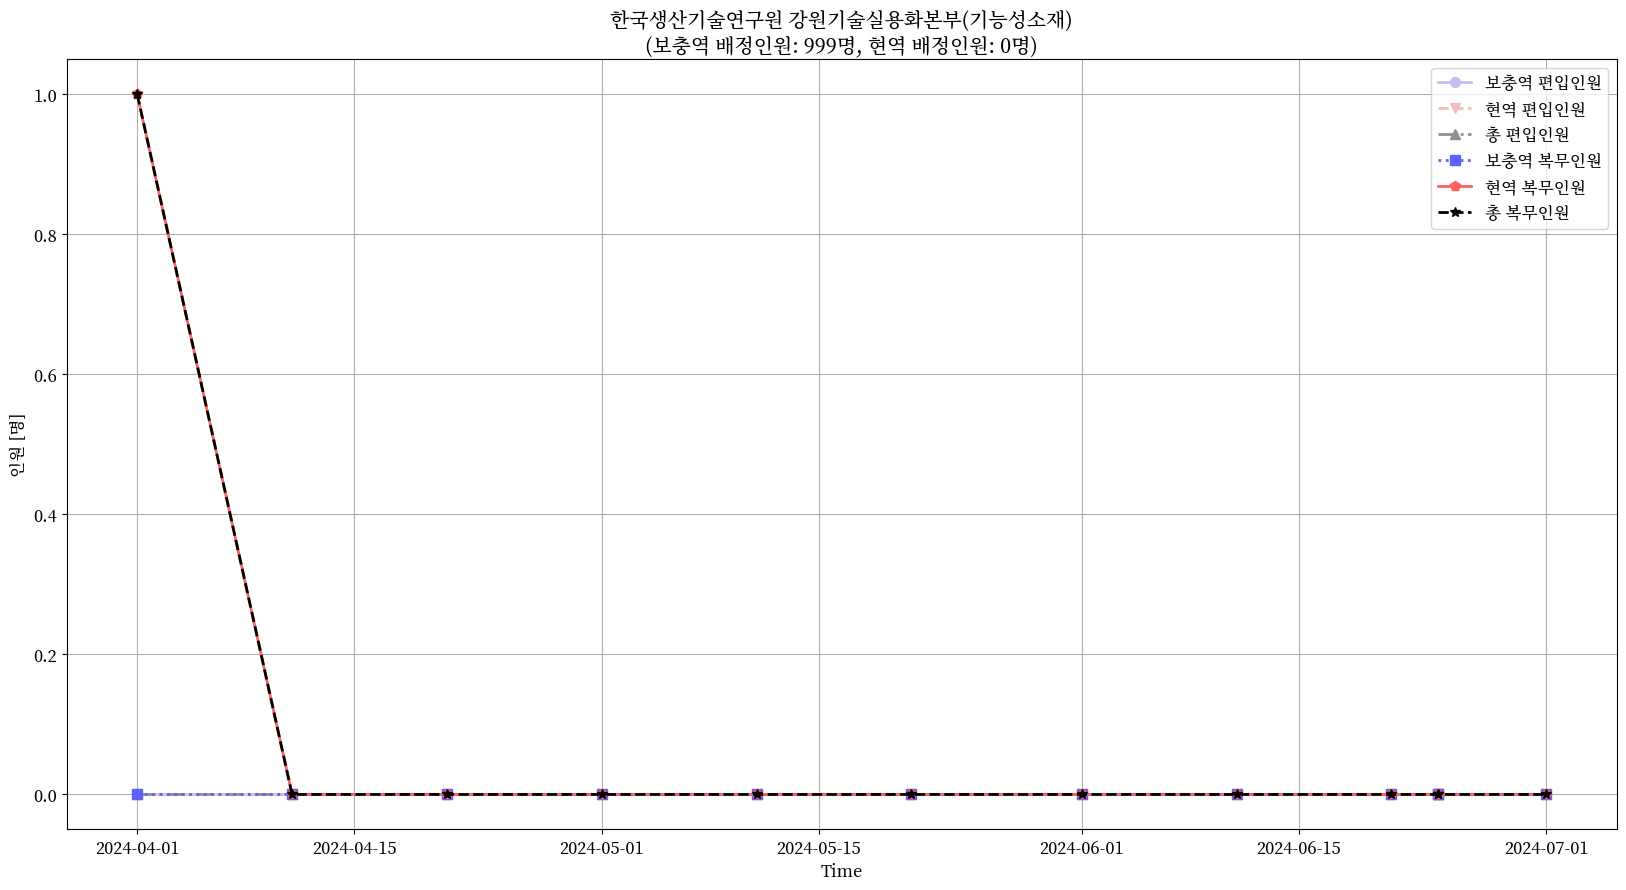 한국생산기술연구원 강원기술실용화본부(기능성소재)
(보충역 배정인원: 999명, 현역 배정인원: 0명)
보충역 편입인원
현역 편입인원
총 편입인원
보충역 복무인원
현역 복무인원
총 복무인원
인원 [명]
1.0
0.8
0.6
0.4
0.2
0.0
2024-04-01
2024-04-15
2024-05-01
2024-05-15
2024-06-01
2024-06-15
2024-07-01
Time